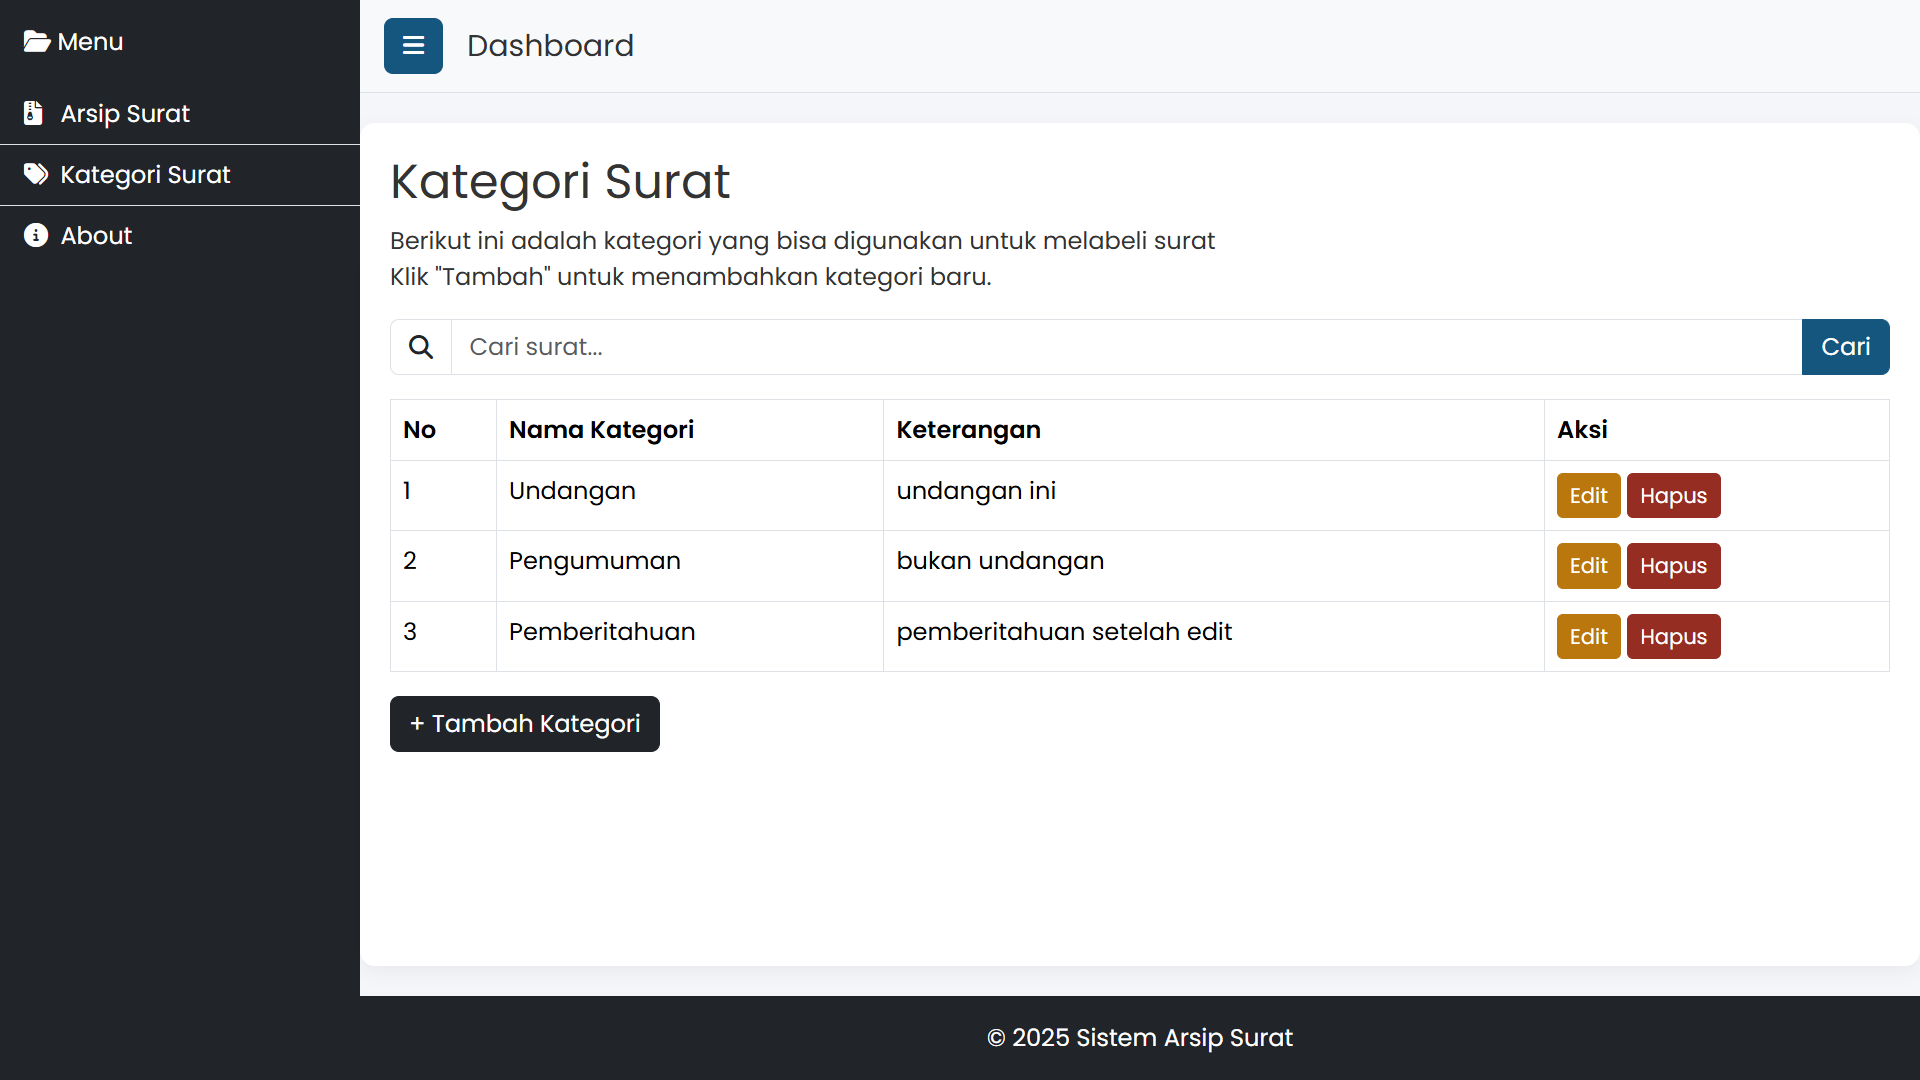 Menu
Arsip Surat
Kategori Surat
About
Dashboard
Kategori Surat
Berikut ini adalah kategori yang bisa digunakan untuk melabeli surat
Klik "Tambah" untuk menambahkan kategori baru.
Cari surat... Cari
No Nama Kategori Keterangan Aksi
1 Undangan undangan ini Edit Hapus
2 Pengumuman bukan undangan Edit Hapus
3 Pemberitahuan pemberitahuan setelah edit Edit Hapus
+ Tambah Kategori
© 2025 Sistem Arsip Surat